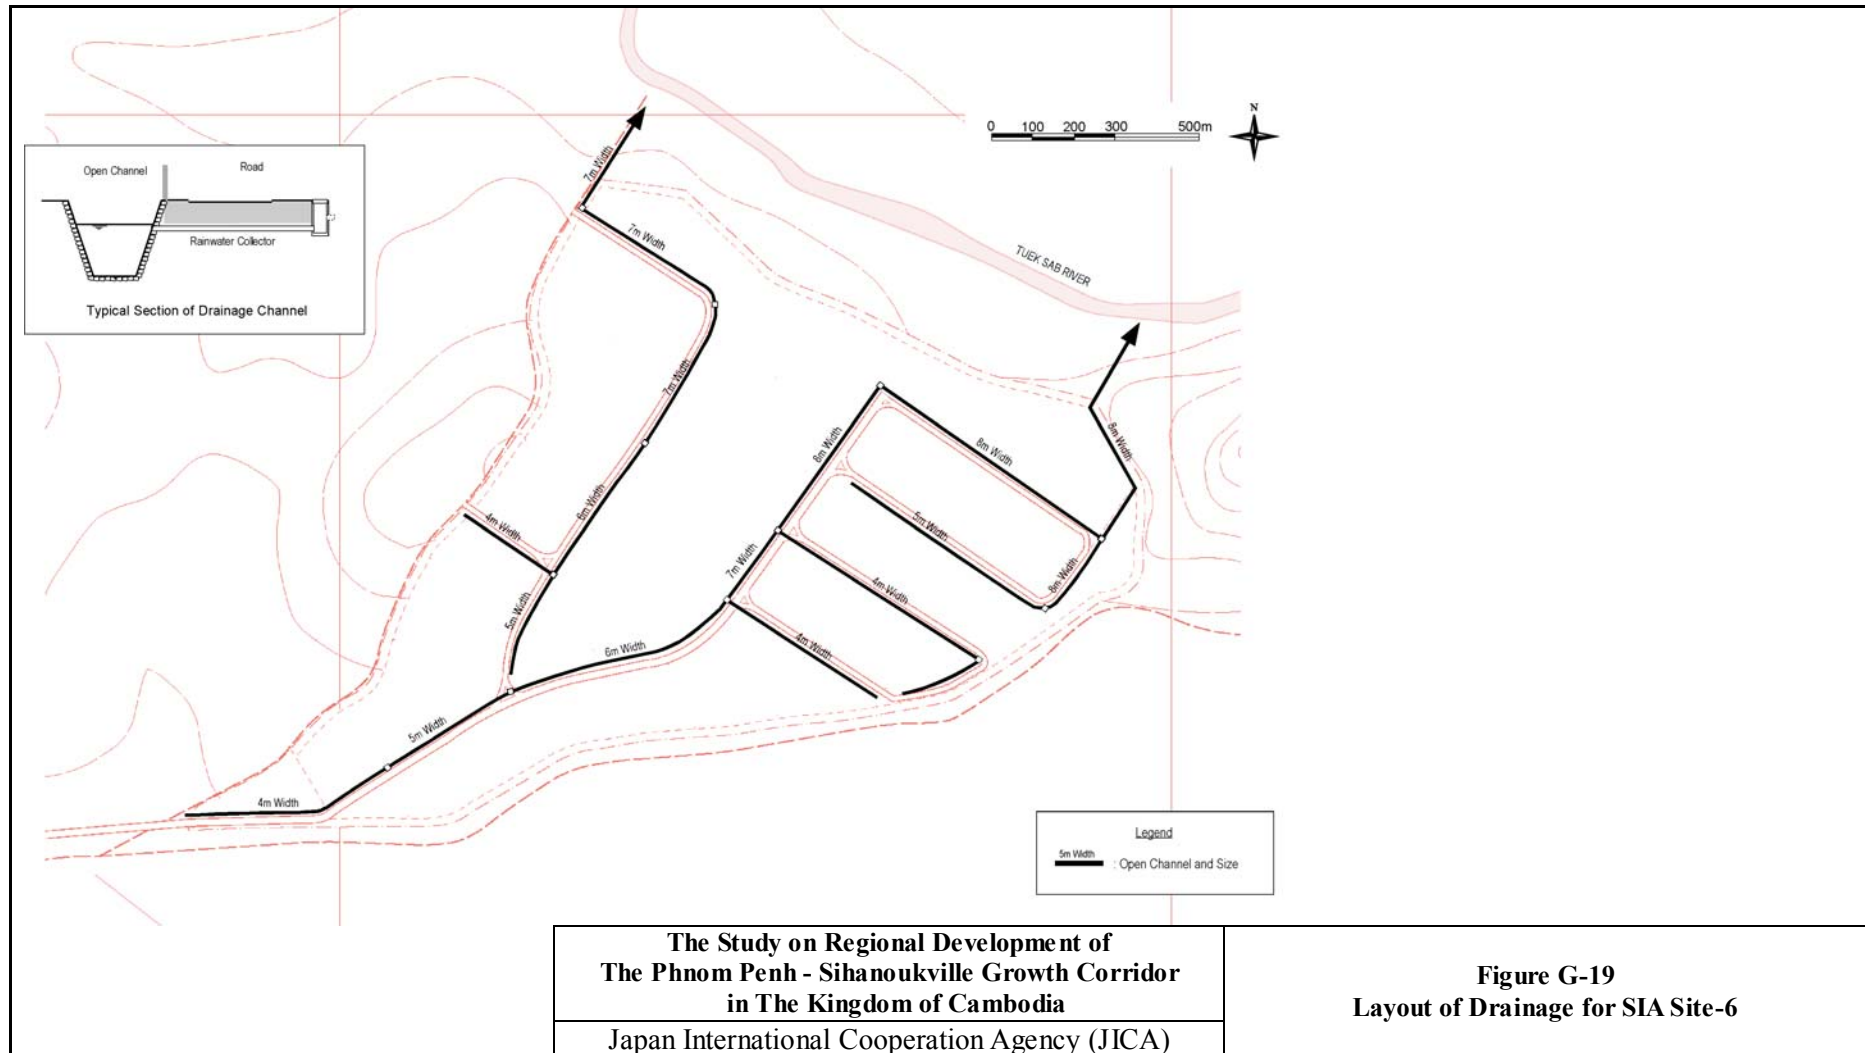 N
0 100 200 300 500m
Open Channel
Road
Rainwater Collector
Typical Section of Drainage Channel
7m Width
7m Width
TUEK SAB RIVER
7m Width
8m Width
8m Width
8m Width
6m Width
4m Width
5m Width
7m Width
8m Width
4m Width
5m Width
6m Width
4m Width
5m Width
4m Width
Legend
5m Width
: Open Channel and Size
The Study on Regional Development of
The Phnom Penh - Sihanoukville Growth Corridor
in The Kingdom of Cambodia
Japan International Cooperation Agency (JICA)
Figure G-19
Layout of Drainage for SIA Site-6